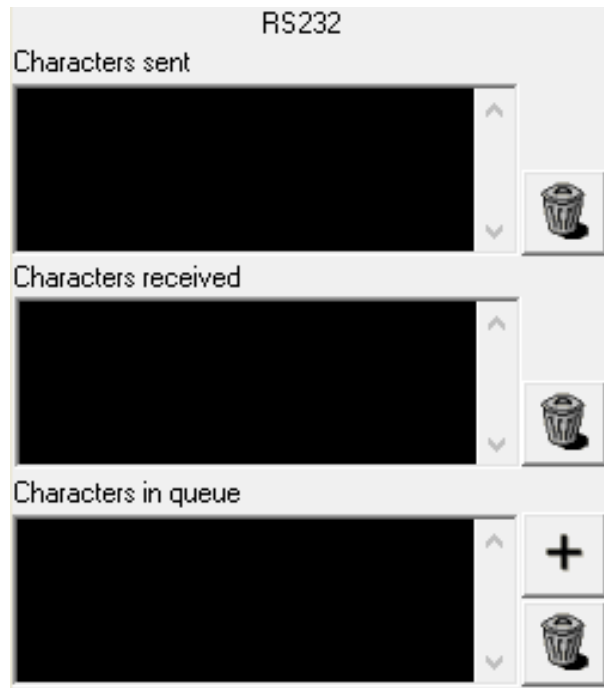 RS232
Characters sent
Characters received
Characters in queue
+